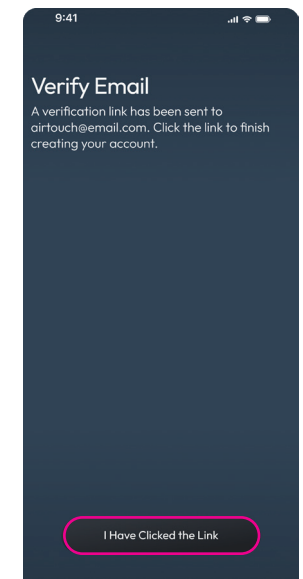 9:41
Verify Email
A verification link has been sent to
airtouch@email.com. Click the link to finish
creating your account.
I Have Clicked the Link